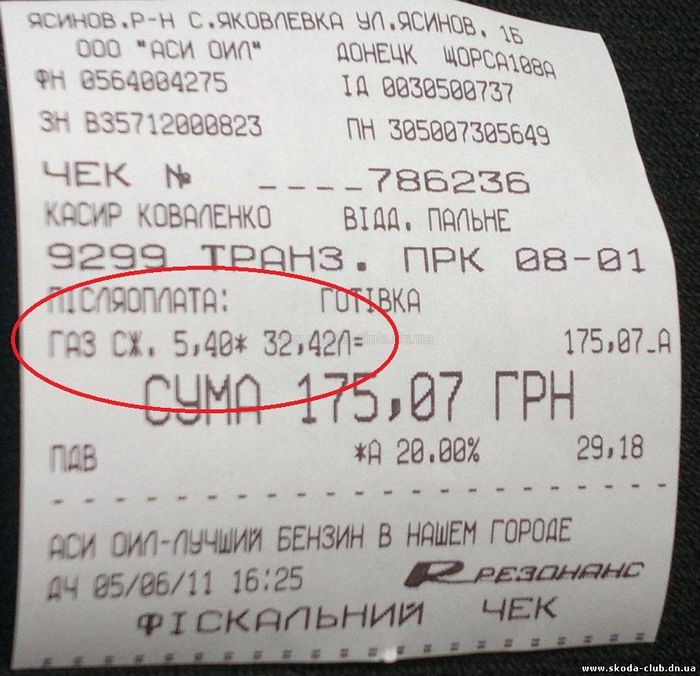 ЯСИНОВ.Р-Н С.ЯКОВЛЕВКА УЛ.ЯСИНОВ. 1Б
ООО "АСИ ОИЛ" ДОНЕЦК ЩОРСА108А
ФН 0564004275 ІД 0030500737
ЗН В35712000823 ПН 305007305649
ЧЕК № ____786236
КАСИР КОВАЛЕНКО ВІДД. ПАЛЬНЕ
9299 ТРАНЗ. ПРК 08-01
ПІСЛЯОПЛАТА: ГОТІВКА
ГАЗ СЖ. 5,40* 32,42Л= 175,07_А
СУМА 175,07 ГРН
ПДВ *А 20.00% 29,18
АСИ ОИЛ-ЛУЧШИЙ БЕНЗИН В НАШЕМ ГОРОДЕ
ДЧ 05/06/11 16:25 РЕЗОНАНС
ФІСКАЛЬНИЙ ЧЕК
www.skoda-club.dn.ua